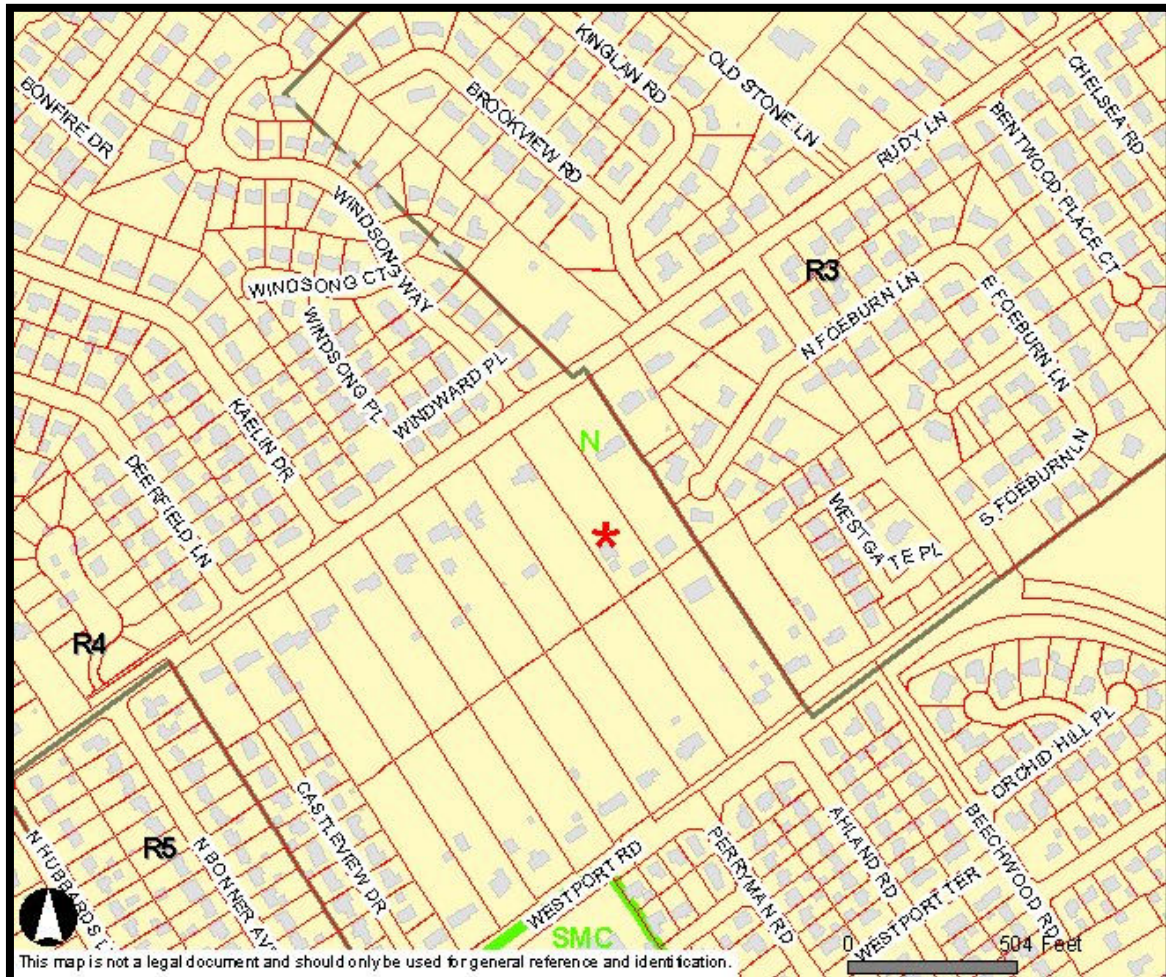 KINGLAN RD
OLD STONE LN
CHELSEA RD
BONFIRE DR
BROOKVIEW RD
RUDY LN
BENTWOOD PLACE CT
WINDSONG WAY
R3
WINDSONG CT
N FOEBURN LN
E FOEBURN LN
WINDSONG PL
WINDWARD PL
KAELIN DR
N
DEERFIELD LN
S FOEBURN LN
WESTGATE PL
*
R4
ORCHID HILL PL
CASTLEVIEW DR
R5
N HUBBARDS
N BONNER AVE
WESTPORT RD
PERRYMAN RD
AHLAND RD
BEECHWOOD RD
WESTPORT TER
SMC
0 504 Feet
This map is not a legal document and should only be used for general reference and identification.